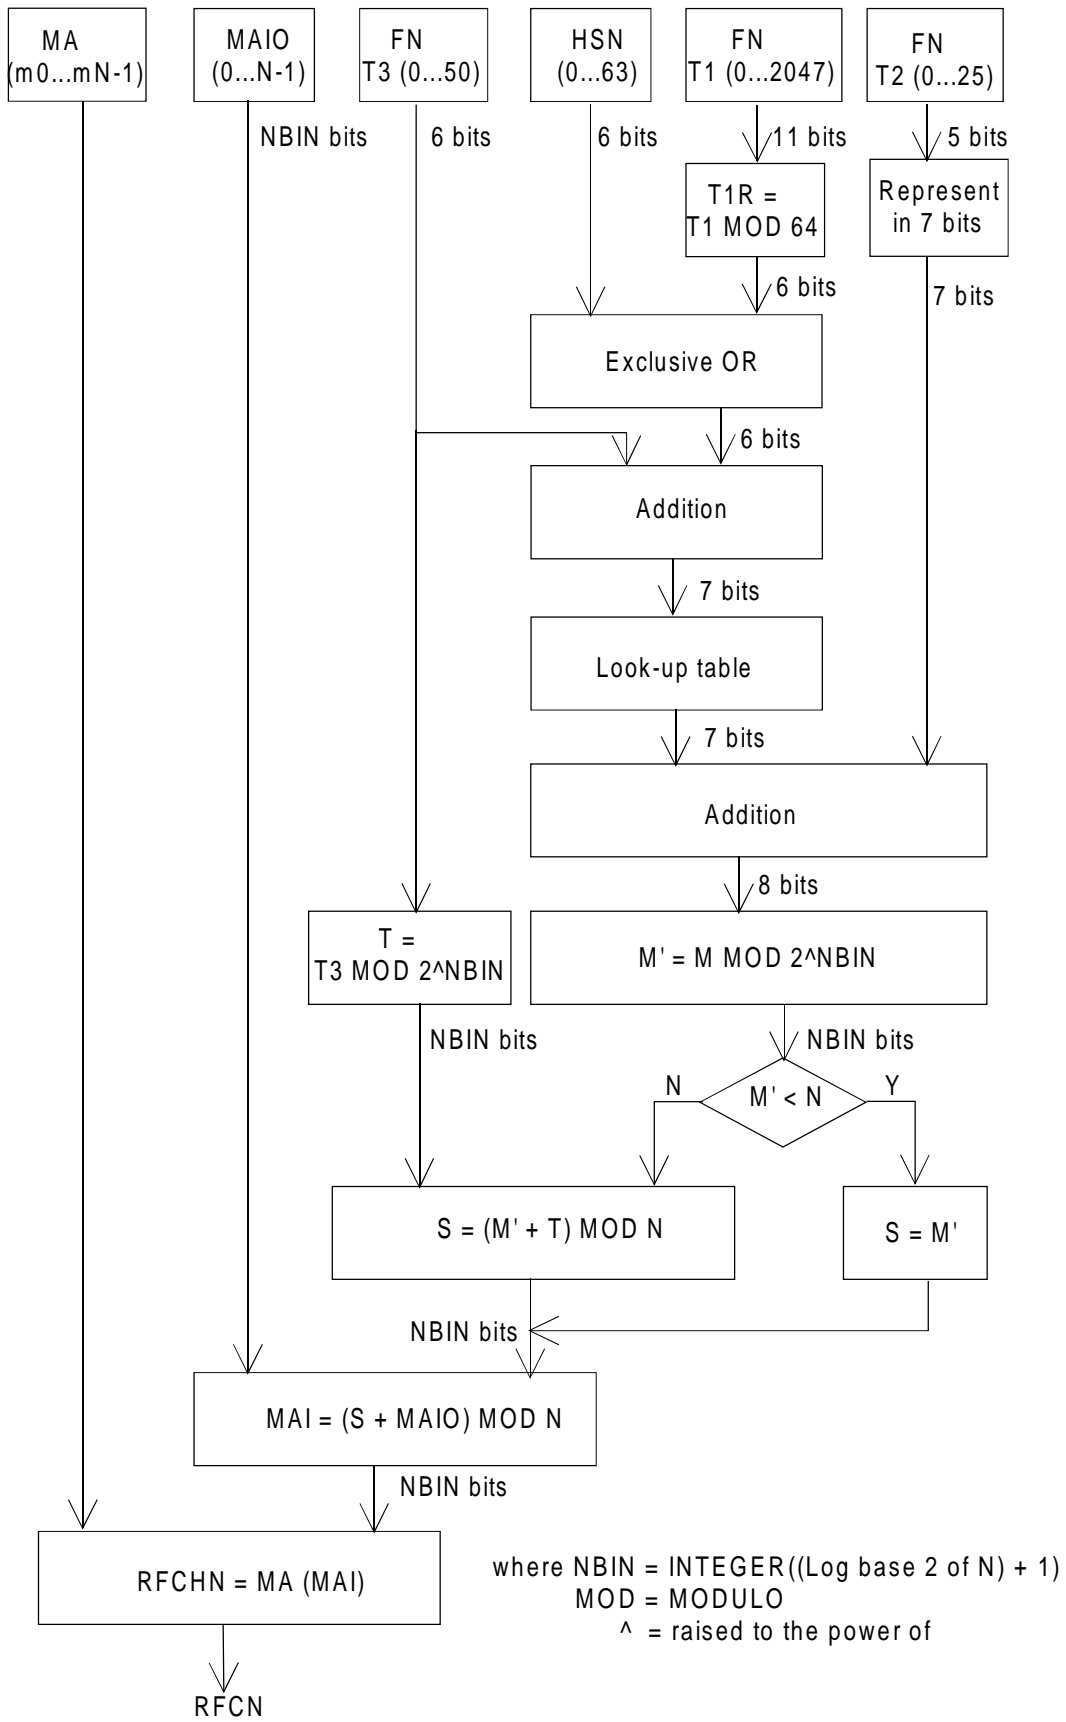 MA
(m0...mN-1)
MAIO
(0...N-1)
FN
T3 (0...50)
HSN
(0...63)
FN
T1 (0...2047)
FN
T2 (0...25)
NBIN bits
6 bits
6 bits
11 bits
5 bits
T1R =
T1 MOD 64
Represent
in 7 bits
6 bits
7 bits
Exclusive OR
6 bits
Addition
7 bits
Look-up table
7 bits
Addition
8 bits
T =
T3 MOD 2^NBIN
M' = M MOD 2^NBIN
NBIN bits
NBIN bits
N
M' < N
Y
S = (M' + T) MOD N
S = M'
NBIN bits
MAI = (S + MAIO) MOD N
NBIN bits
RFCHN = MA (MAI)
where NBIN = INTEGER((Log base 2 of N) + 1)
MOD = MODULO
^ = raised to the power of
RFCN